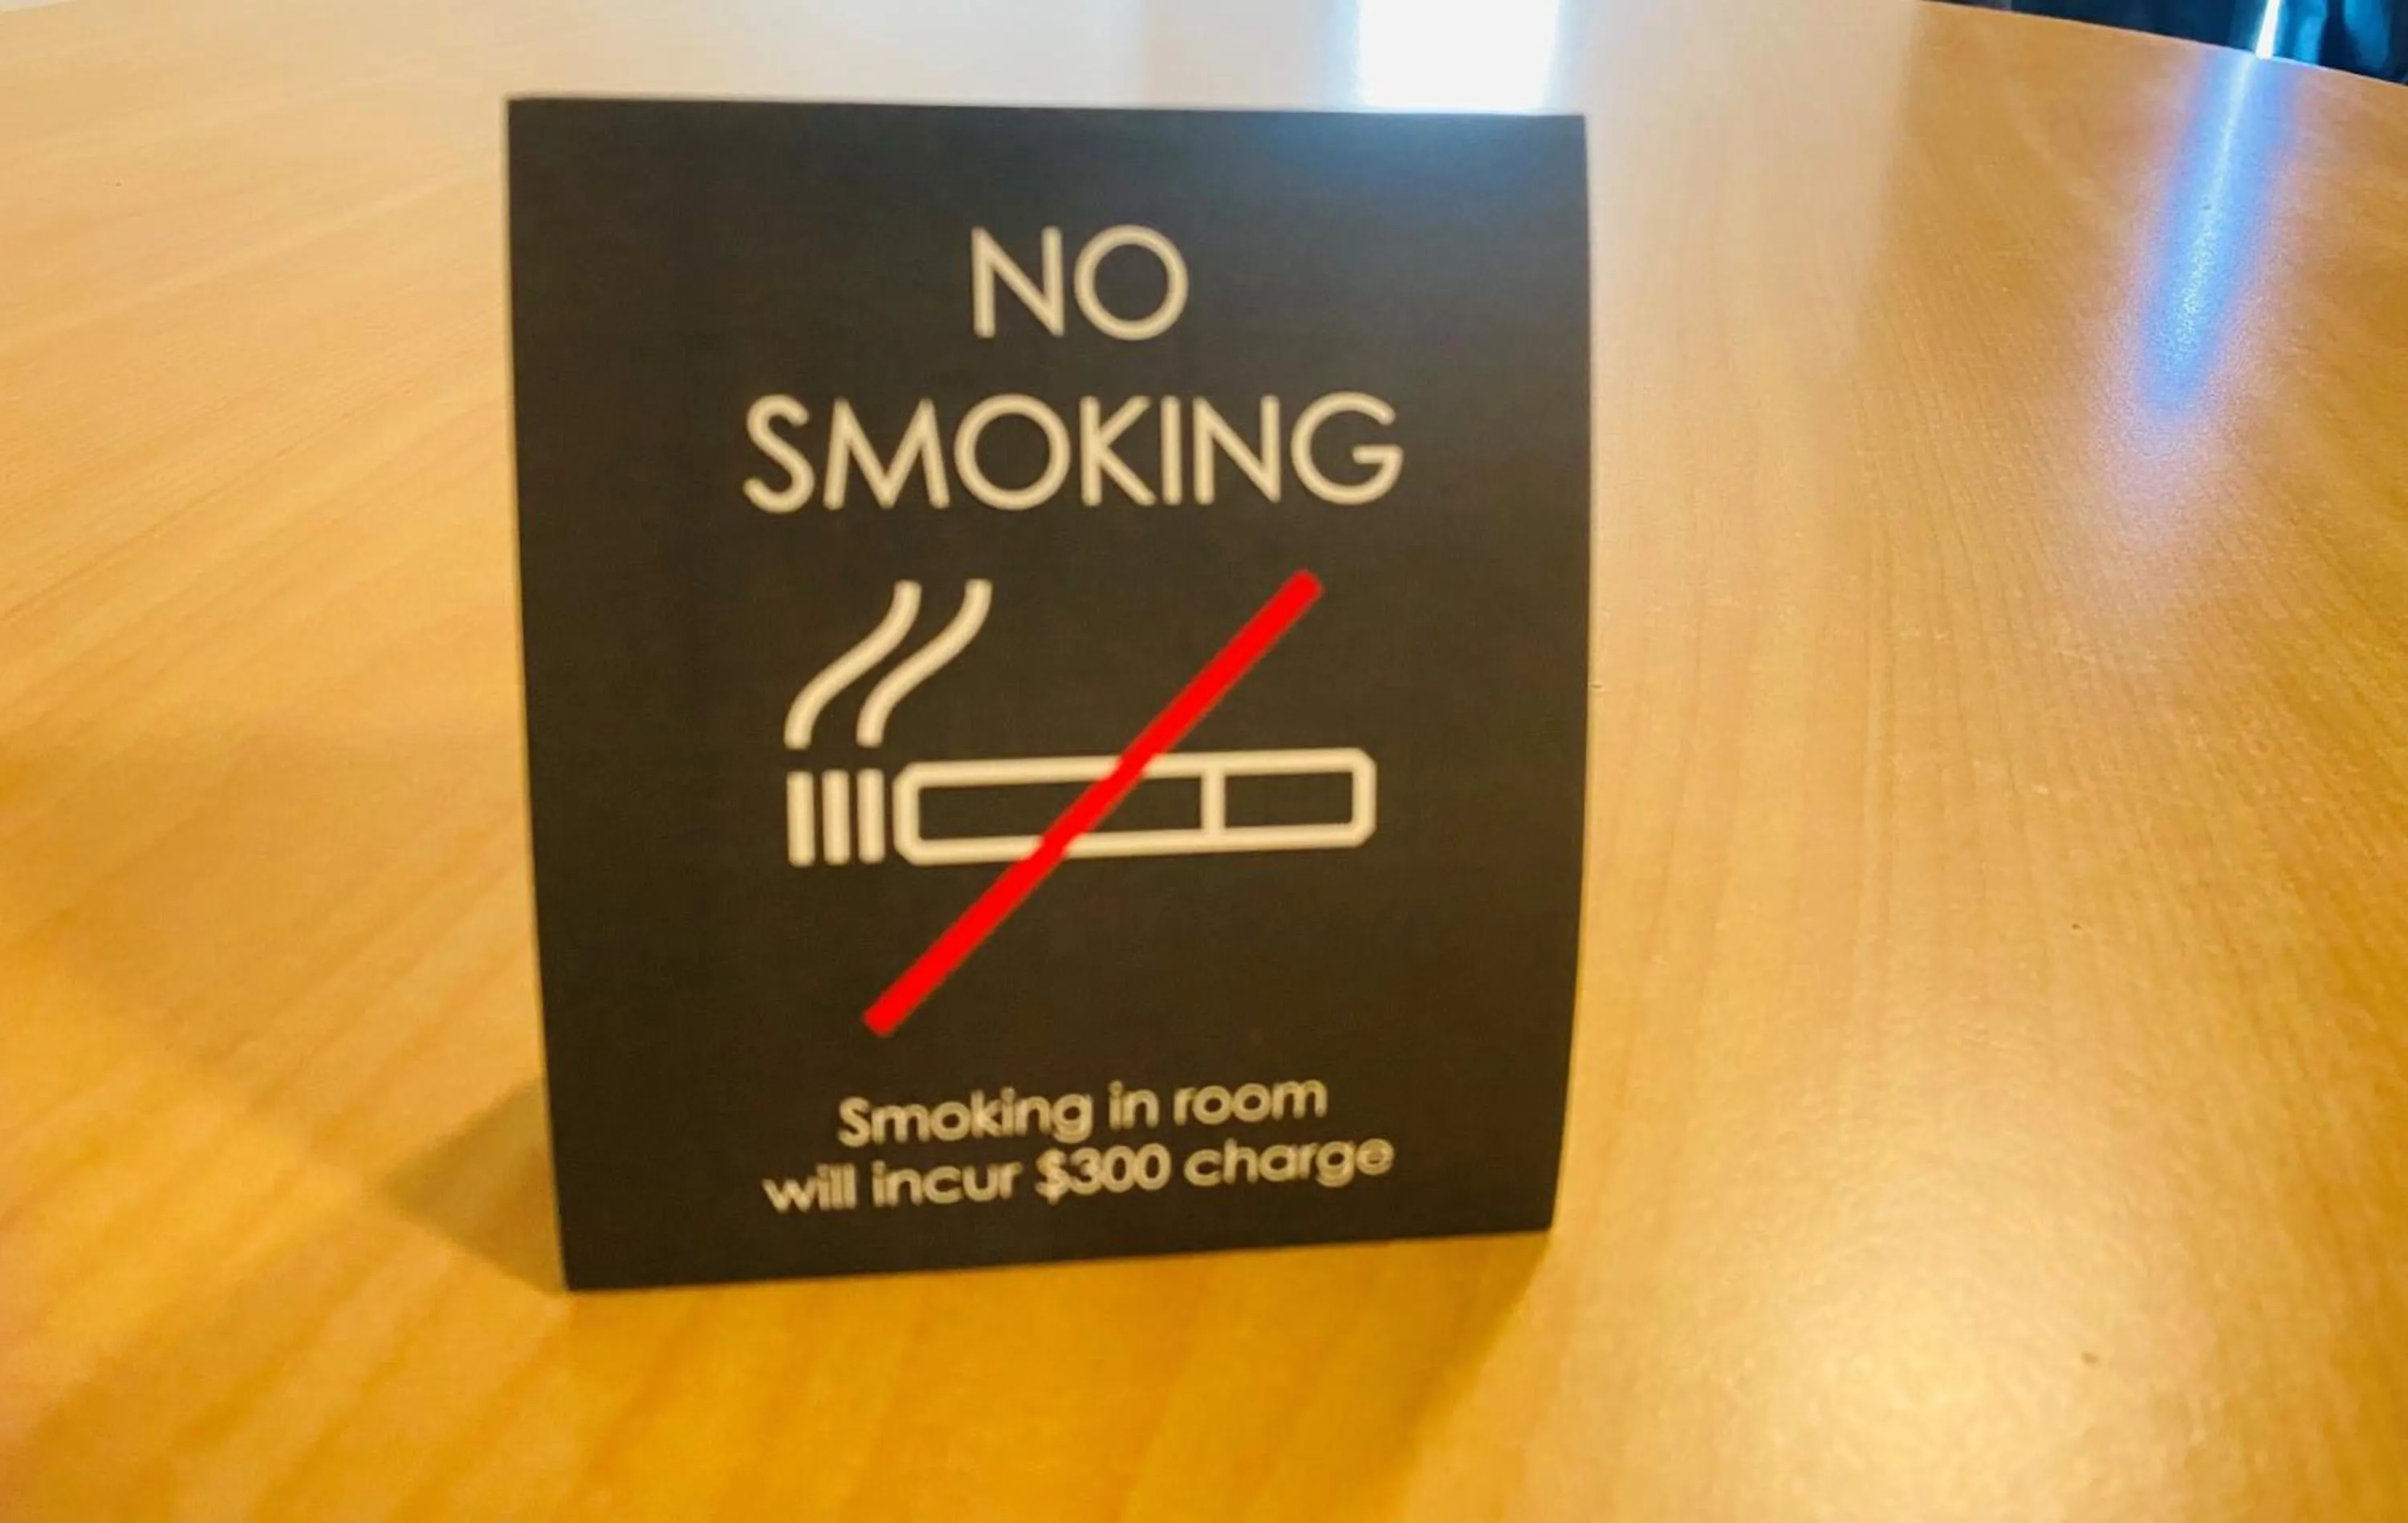 NO
SMOKING
Smoking in room
will incur $300 charge